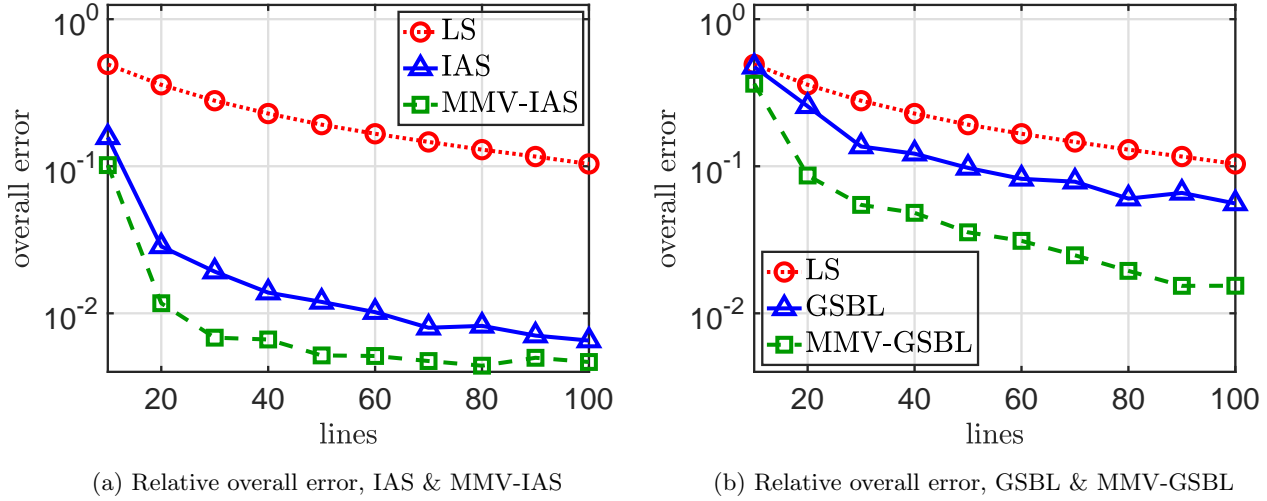 10^0
10^-1
10^-2
overall error
LS
IAS
MMV-IAS
20 40 60 80 100
lines
(a) Relative overall error, IAS & MMV-IAS
10^0
10^-1
10^-2
overall error
LS
GSBL
MMV-GSBL
20 40 60 80 100
lines
(b) Relative overall error, GSBL & MMV-GSBL